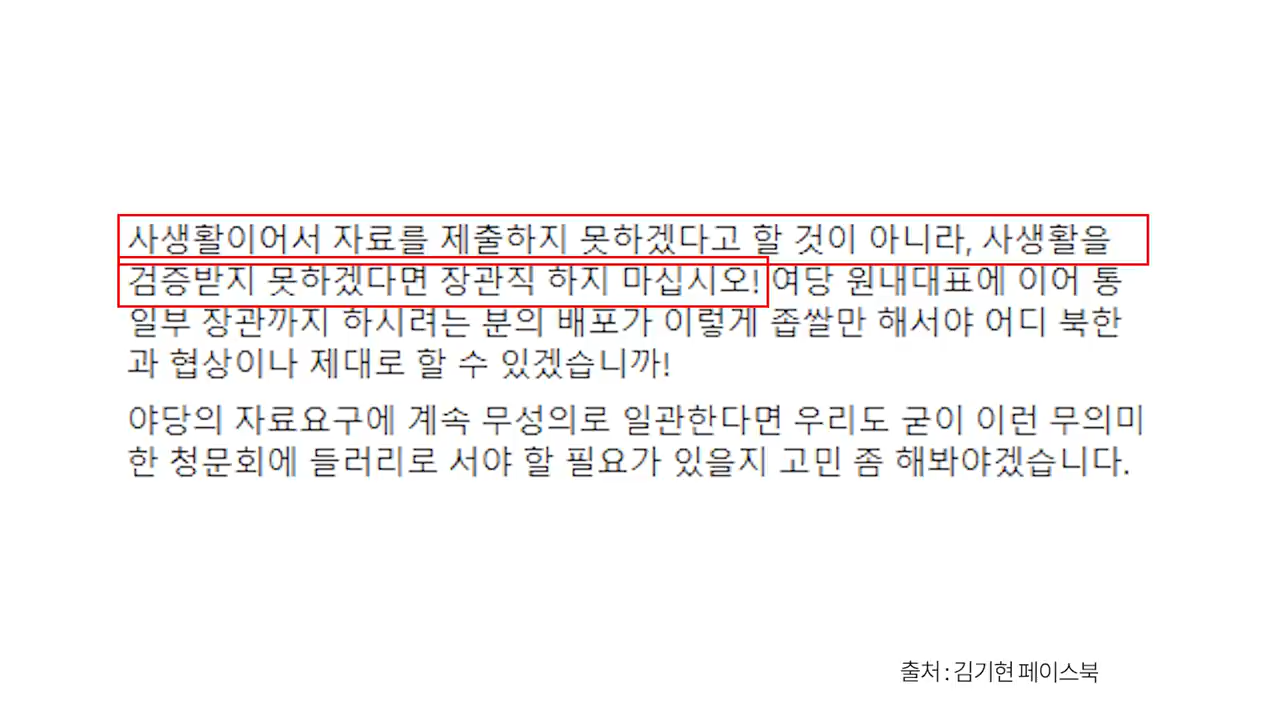 사생활이어서 자료를 제출하지 못하겠다고 할 것이 아니라, 사생활을
검증받지 못하겠다면 장관직 하지 마십시오! 여당 원내대표에 이어 통
일부 장관까지 하시려는 분의 배포가 이렇게 좁쌀만 해서야 어디 북한
과 협상이나 제대로 할 수 있겠습니까!
야당의 자료요구에 계속 무성의로 일관한다면 우리도 굳이 이런 무의미
한 청문회에 들러리로 서야 할 필요가 있을지 고민 좀 해봐야겠습니다.
출처 : 김기현 페이스북